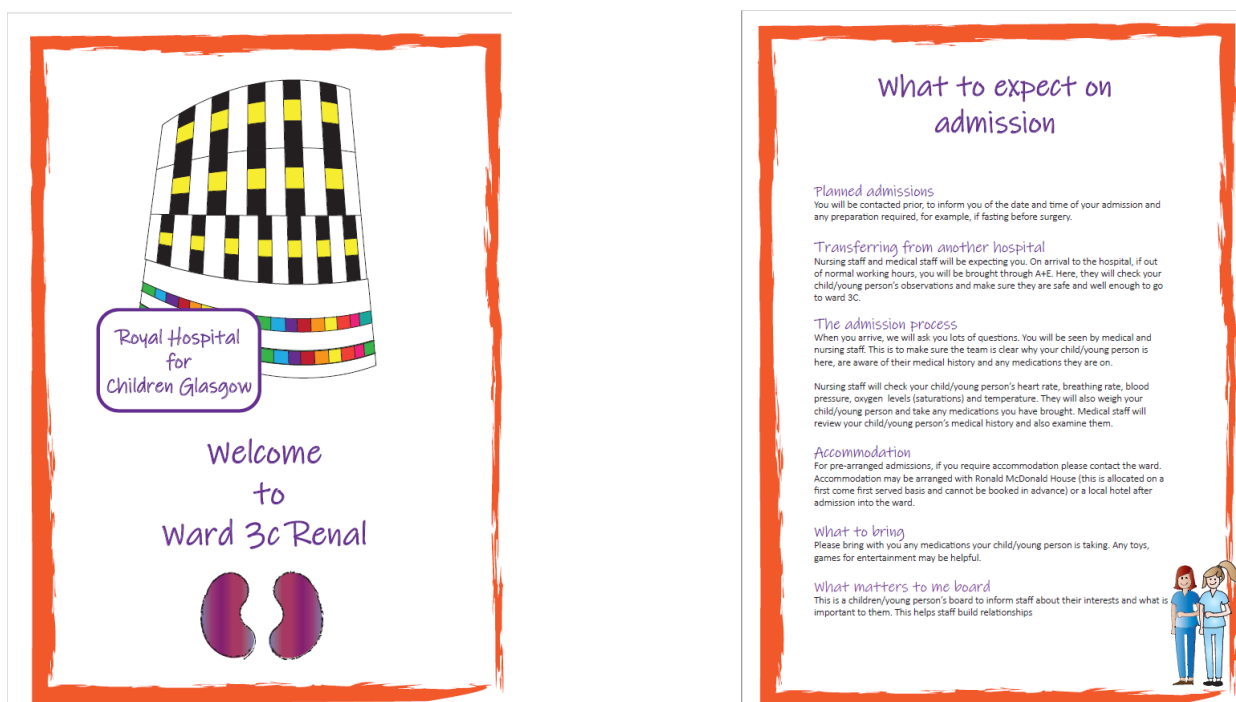 Royal Hospital
for
Children Glasgow
Welcome
to
Ward 3c Renal
What to expect on
admission
Planned admissions
You will be contacted prior, to inform you of the date and time of your admission and
any preparation required, for example, if fasting before surgery.
Transferring from another hospital
Nursing staff and medical staff will be expecting you. On arrival to the hospital, if out
of normal working hours, you will be brought through A+E. Here, they will check your
child/young person's observations and make sure they are safe and well enough to go
to ward 3C.
The admission process
When you arrive, we will ask you lots of questions. You will be seen by medical and
nursing staff. This is to make sure the team is clear why your child/young person is
here, are aware of their medical history and any medications they are on.
Nursing staff will check your child/young person's heart rate, breathing rate, blood
pressure, oxygen levels (saturations) and temperature. They will also weigh your
child/young person and take any medications you have brought. Medical staff will
review your child/young person's medical history and also examine them.
Accommodation
For pre-arranged admissions, if you require accommodation please contact the ward.
Accommodation may be arranged with Ronald McDonald House (this is allocated on a
first come first served basis and cannot be booked in advance) or a local hotel after
admission into the ward.
What to bring
Please bring with you any medications your child/young person is taking. Any toys,
games for entertainment may be helpful.
What matters to me board
This is a children/young person's board to inform staff about their interests and what is
important to them. This helps staff build relationships